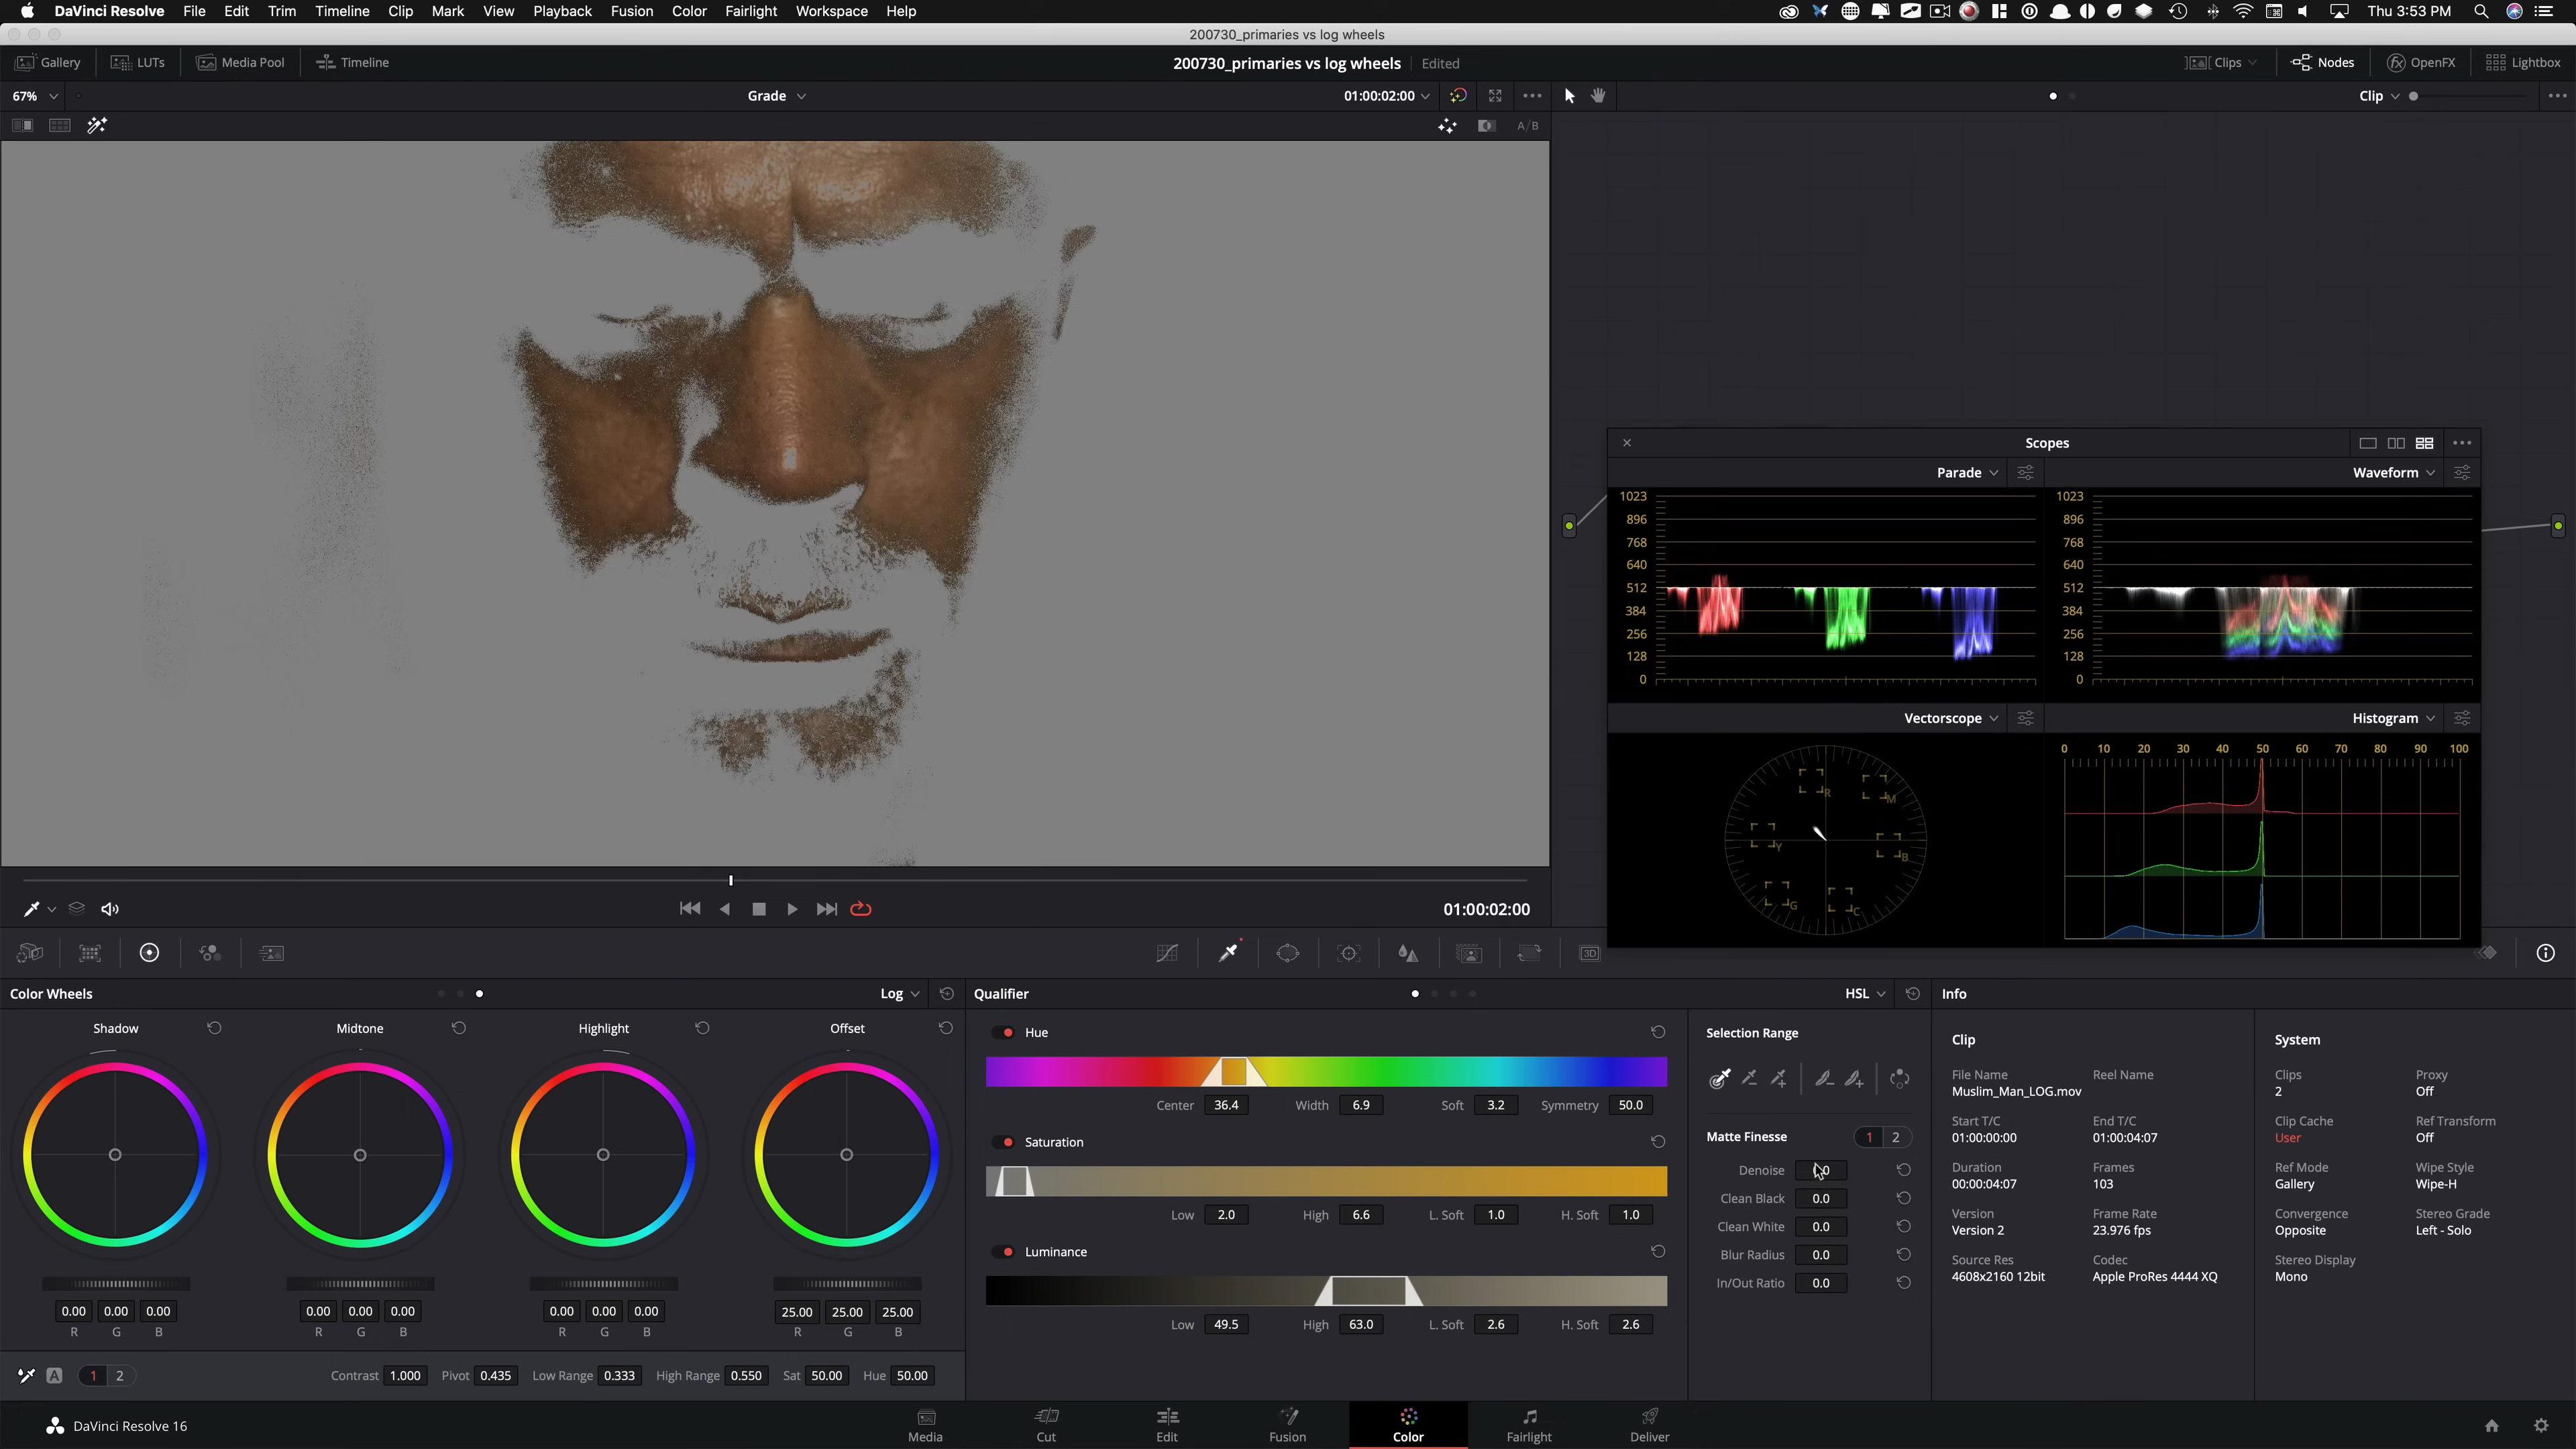 DaVinci Resolve File Edit Trim Timeline Clip Mark View Playback Fusion Color Fairlight Workspace Help Thu 3:53 PM
200730_primaries vs log wheels
Gallery LUTs Media Pool Timeline 200730_primaries vs log wheels Edited Clips Nodes OpenFX Lightbox
67% Grade 01:00:02:00 Clip
A/B
Scopes
Parade Waveform
1023 1023
896 896
768 768
640 640
512 512
384 384
256 256
128 128
0 0
Vectorscope Histogram
0 10 20 30 40 50 60 70 80 90 100
R M
Y B
G C
01:00:02:00
3D
Color Wheels Log Qualifier HSL Info
Shadow Midtone Highlight Offset
Hue
Center 36.4 Width 6.9 Soft 3.2 Symmetry 50.0
Saturation
Low 2.0 High 6.6 L. Soft 1.0 H. Soft 1.0
Luminance
Low 49.5 High 63.0 L. Soft 2.6 H. Soft 2.6
0.00 0.00 0.00 0.00 0.00 0.00 0.00 0.00 0.00 25.00 25.00 25.00
R G B R G B R G B R G B
A 1 2 Contrast 1.000 Pivot 0.435 Low Range 0.333 High Range 0.550 Sat 50.00 Hue 50.00
Selection Range
Matte Finesse 1 2
Denoise
Clean Black 0.0
Clean White 0.0
Blur Radius 0.0
In/Out Ratio 0.0
Clip
File Name Reel Name
Muslim_Man_LOG.mov
Start T/C End T/C
01:00:00:00 01:00:04:07
Duration Frames
00:00:04:07 103
Version Frame Rate
Version 2 23.976 fps
Source Res Codec
4608x2160 12bit Apple ProRes 4444 XQ
System
Clips Proxy
2 Off
Clip Cache Ref Transform
User Off
Ref Mode Wipe Style
Gallery Wipe-H
Convergence Stereo Grade
Opposite Left - Solo
Stereo Display
Mono
DaVinci Resolve 16 Media Cut Edit Fusion Color Fairlight Deliver